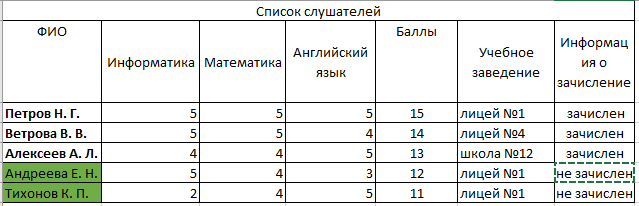 Список слушателей
ФИО Информатика Математика Английский язык Баллы Учебное заведение Информац ия о зачисление
Петров Н. Г. 5 5 5 15 лицей №1 зачислен
Ветрова В. В. 5 5 4 14 лицей №4 зачислен
Алексеев А. Л. 4 4 5 13 школа №12 зачислен
Андреева Е. Н. 5 4 3 12 лицей №1 не зачислен
Тихонов К. П. 2 4 5 11 лицей №1 не зачислен